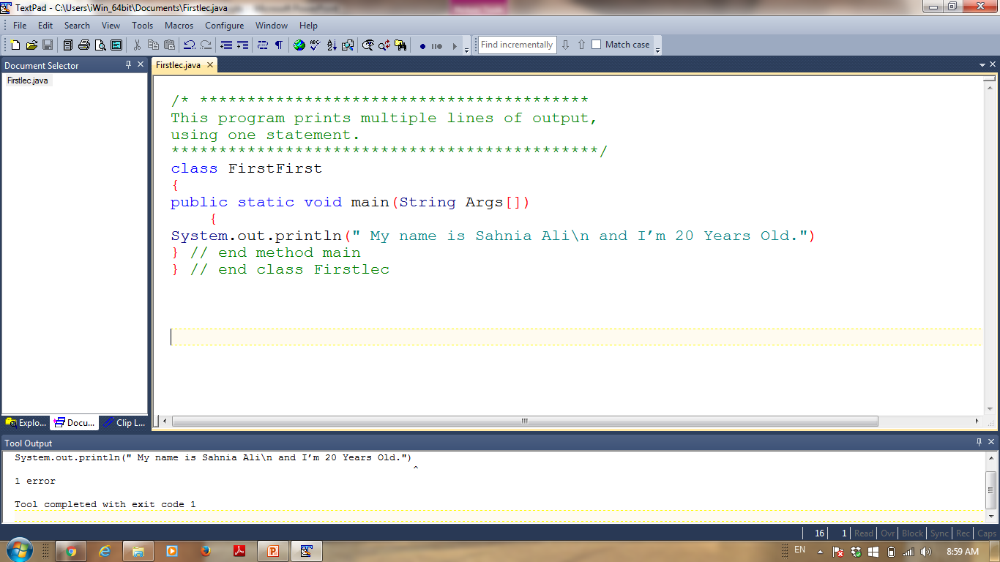 TextPad - C:\Users\iWin_64bit\Documents\Firstlec.java
File Edit Search View Tools Macros Configure Window Help
Find incrementally Match case
Document Selector
Firstlec.java
Firstlec.java
/* *****************************************
This program prints multiple lines of output,
using one statement.
*********************************************/
class FirstFirst
{
public static void main(String Args[])
{
System.out.println(" My name is Sahnia Ali\n and I’m 20 Years Old.")
} // end method main
} // end class Firstlec
Explo... Docu... Clip L...
Tool Output
System.out.println(" My name is Sahnia Ali\n and I’m 20 Years Old.")
^
1 error
Tool completed with exit code 1
16 1 Read Ovr Block Sync Rec Caps
EN 8:59 AM